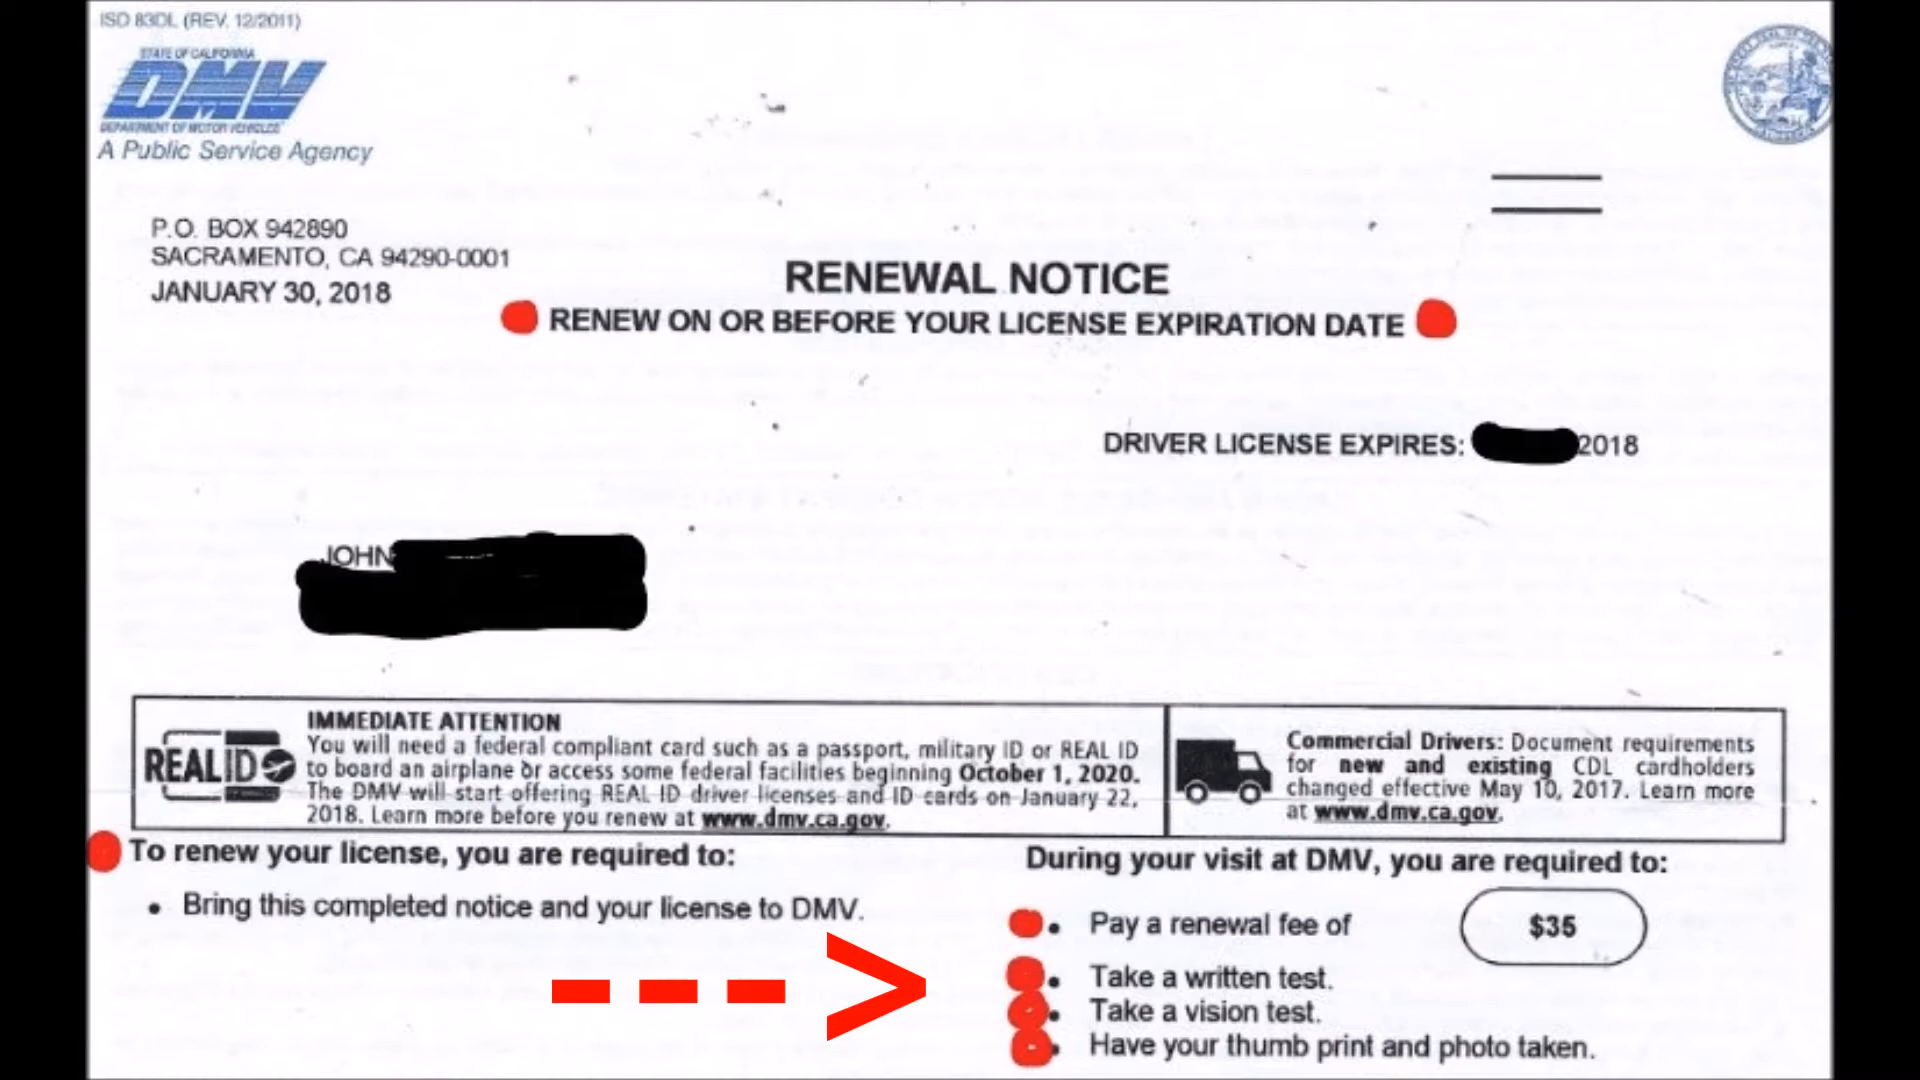 ISD 83DL (REV. 12/2011)
STATE OF CALIFORNIA
DMV
DEPARTMENT OF MOTOR VEHICLES
A Public Service Agency
P.O. BOX 942890
SACRAMENTO, CA 94290-0001
JANUARY 30, 2018
RENEWAL NOTICE
RENEW ON OR BEFORE YOUR LICENSE EXPIRATION DATE
DRIVER LICENSE EXPIRES: 2018
JOHN
REAL ID
IMMEDIATE ATTENTION
You will need a federal compliant card such as a passport, military ID or REAL ID
to board an airplane or access some federal facilities beginning October 1, 2020.
The DMV will start offering REAL ID driver licenses and ID cards on January 22,
2018. Learn more before you renew at www.dmv.ca.gov.
Commercial Drivers: Document requirements
for new and existing CDL cardholders
changed effective May 10, 2017. Learn more
at www.dmv.ca.gov.
To renew your license, you are required to:
• Bring this completed notice and your license to DMV.
During your visit at DMV, you are required to:
• Pay a renewal fee of $35
• Take a written test.
• Take a vision test.
• Have your thumb print and photo taken.